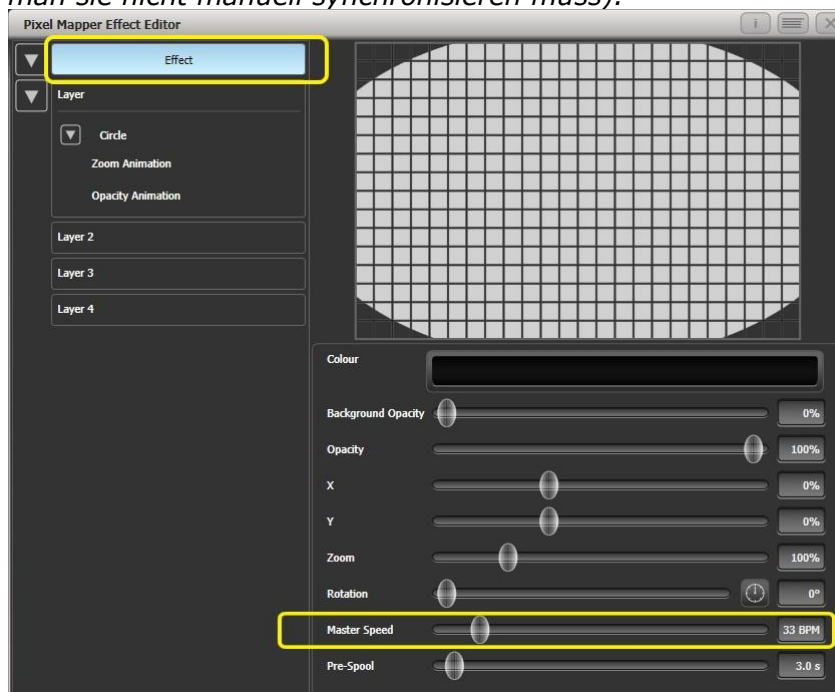 man sie nicht manuell synchronisieren muss).
Pixel Mapper Effect Editor
i
Effect
Layer
Circle
Zoom Animation
Opacity Animation
Layer 2
Layer 3
Layer 4
Colour
Background Opacity 0%
Opacity 100%
X 0%
Y 0%
Zoom 100%
Rotation 0°
Master Speed 33 BPM
Pre-Spool 3.0 s